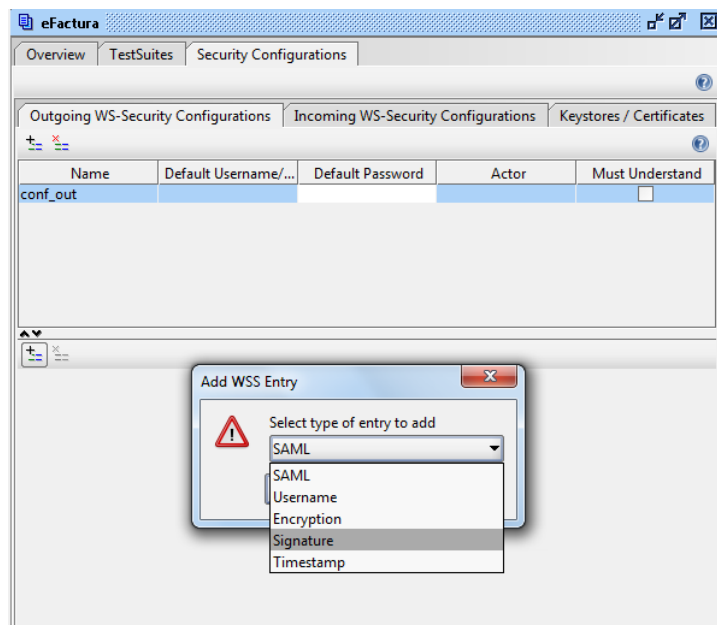 eFactura
Overview TestSuites Security Configurations
Outgoing WS-Security Configurations Incoming WS-Security Configurations Keystores / Certificates
Name Default Username/... Default Password Actor Must Understand
conf_out
Add WSS Entry
Select type of entry to add
SAML
SAML
Username
Encryption
Signature
Timestamp